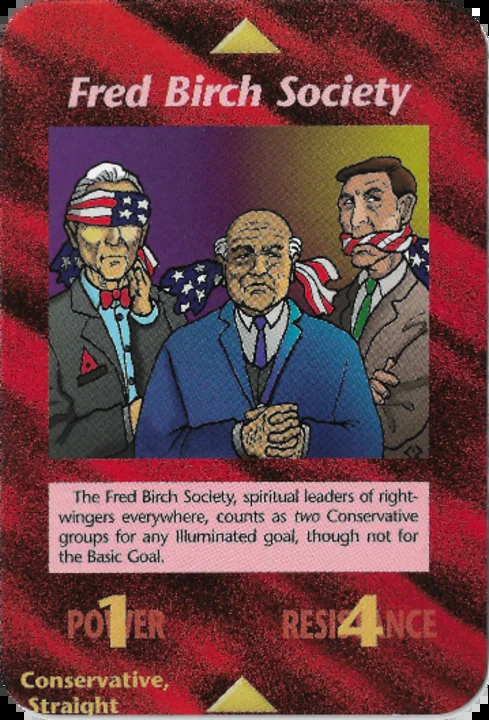 Fred Birch Society
The Fred Birch Society, spiritual leaders of right-
wingers everywhere, counts as two Conservative
groups for any Illuminated goal, though not for
the Basic Goal.
POWER 1 RESISTANCE 4
Conservative,
Straight